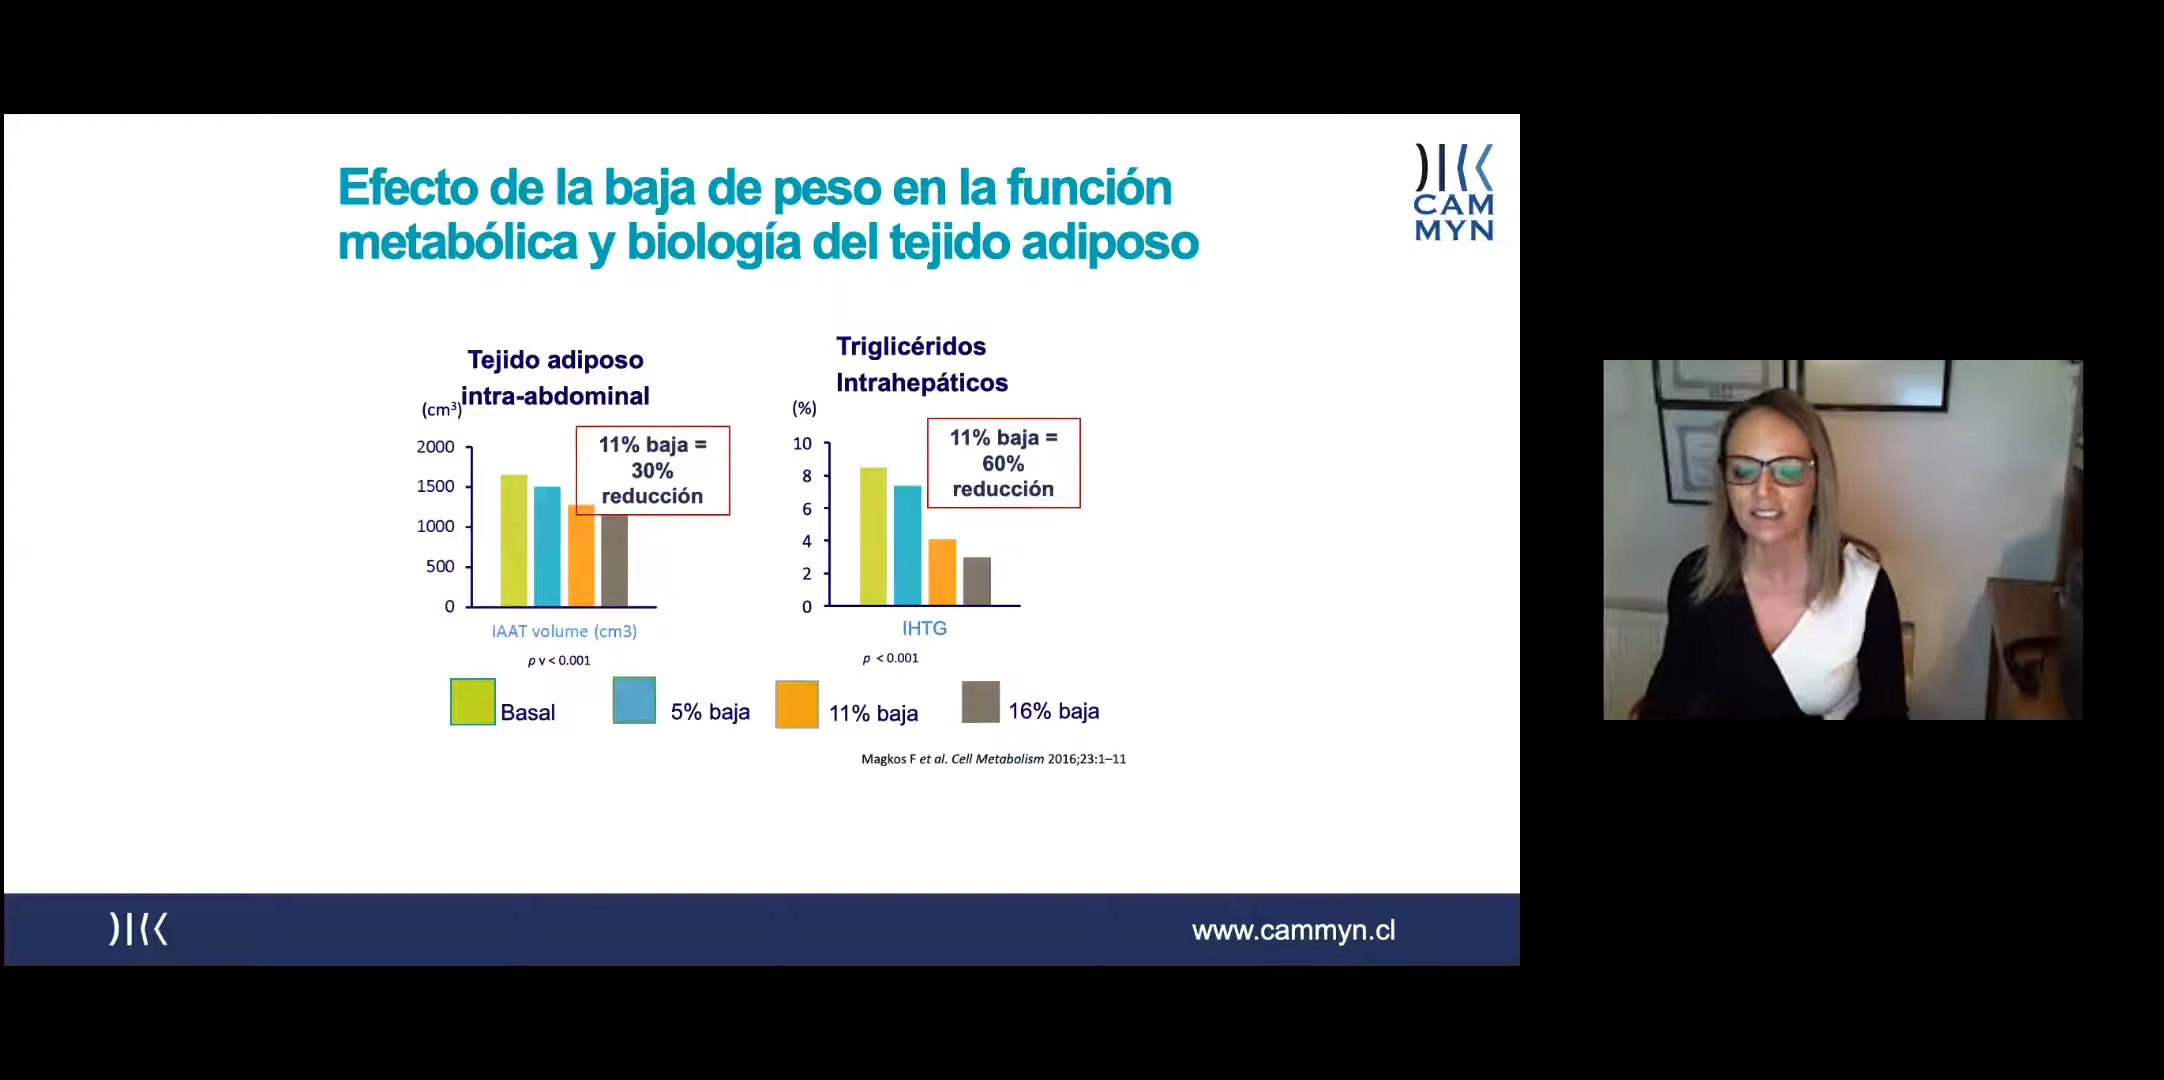 Efecto de la baja de peso en la función
metabólica y biología del tejido adiposo
CAM
MYN
Tejido adiposo
intra-abdominal
(cm³)
2000
1500
1000
500
0
11% baja =
30%
reducción
iAAT volume (cm3)
p v < 0.001
Triglicéridos
Intrahepáticos
(%)
10
8
6
4
2
0
11% baja =
60%
reducción
IHTG
p < 0.001
Basal
5% baja
11% baja
16% baja
Magkos F et al. Cell Metabolism 2016;23:1–11
www.cammyn.cl